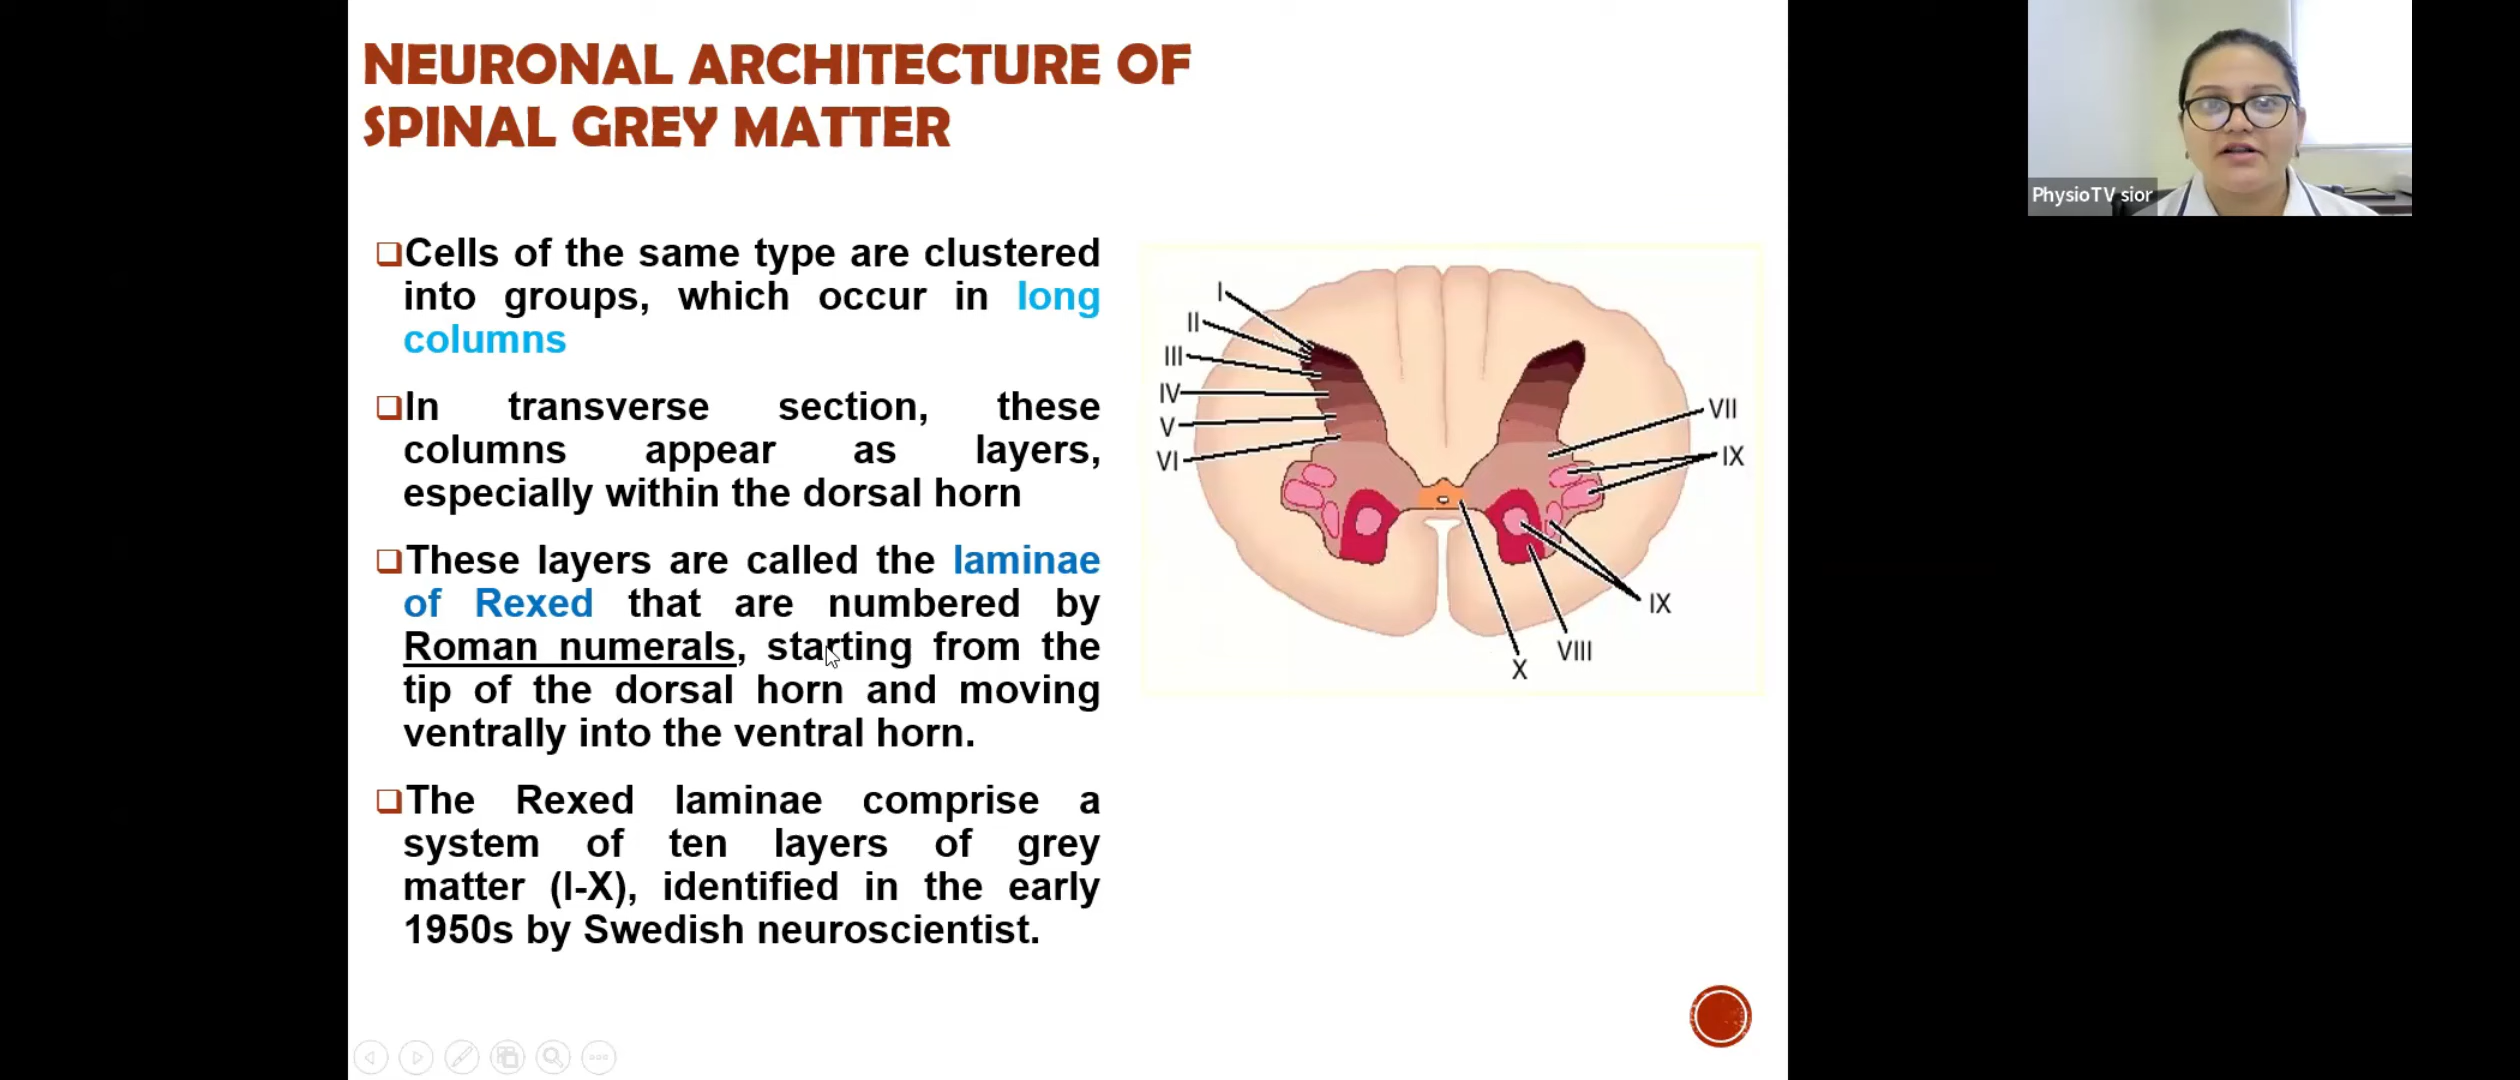 NEURONAL ARCHITECTURE OF
SPINAL GREY MATTER
Cells of the same type are clustered
into groups, which occur in long
columns
In transverse section, these
columns appear as layers,
especially within the dorsal horn
These layers are called the laminae
of Rexed that are numbered by
Roman numerals, starting from the
tip of the dorsal horn and moving
ventrally into the ventral horn.
The Rexed laminae comprise a
system of ten layers of grey
matter (I-X), identified in the early
1950s by Swedish neuroscientist.
I
II
III
IV
V
VI
VII
IX
IX
VIII
X
PhysioTV sior